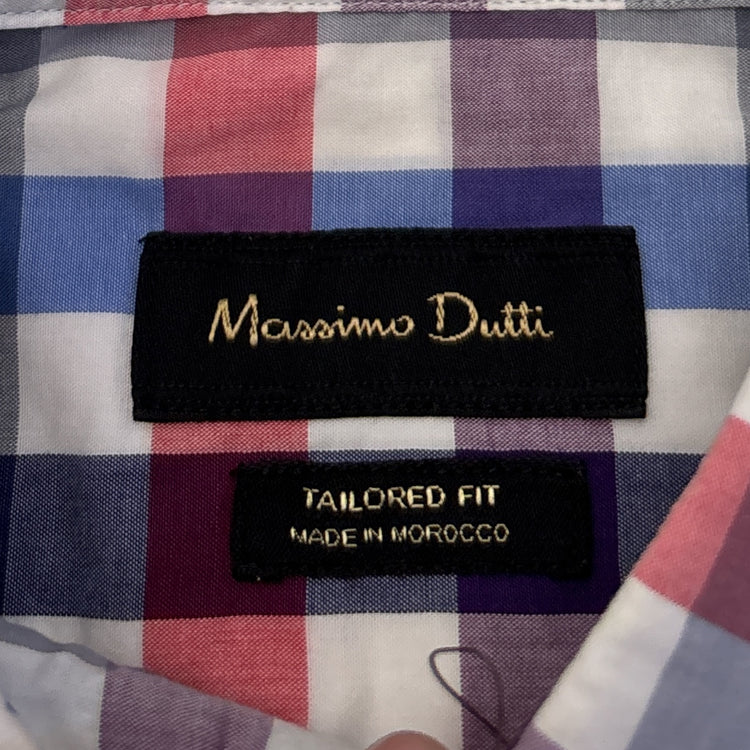 Massimo Dutti
TAILORED FIT
MADE IN MOROCCO